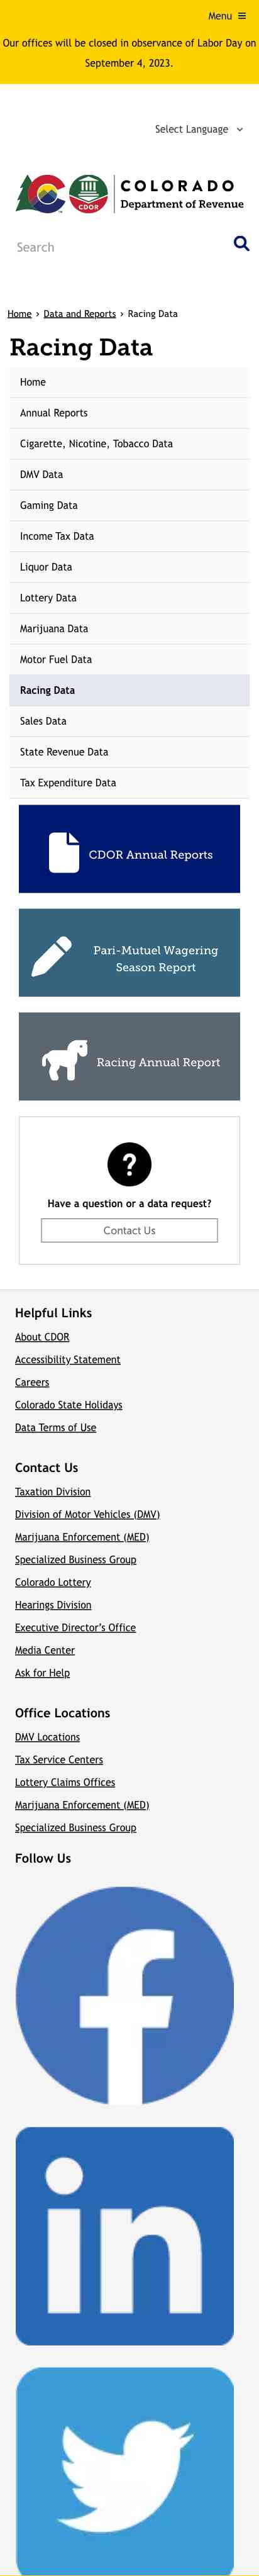 Menu
Our offices will be closed in observance of Labor Day on
September 4, 2023.
Select Language
CDOR
COLORADO
Department of Revenue
Search
Home › Data and Reports › Racing Data
Racing Data
Home
Annual Reports
Cigarette, Nicotine, Tobacco Data
DMV Data
Gaming Data
Income Tax Data
Liquor Data
Lottery Data
Marijuana Data
Motor Fuel Data
Racing Data
Sales Data
State Revenue Data
Tax Expenditure Data
CDOR Annual Reports
Pari-Mutuel Wagering
Season Report
Racing Annual Report
Have a question or a data request?
Contact Us
Helpful Links
About CDOR
Accessibility Statement
Careers
Colorado State Holidays
Data Terms of Use
Contact Us
Taxation Division
Division of Motor Vehicles (DMV)
Marijuana Enforcement (MED)
Specialized Business Group
Colorado Lottery
Hearings Division
Executive Director's Office
Media Center
Ask for Help
Office Locations
DMV Locations
Tax Service Centers
Lottery Claims Offices
Marijuana Enforcement (MED)
Specialized Business Group
Follow Us
f
in